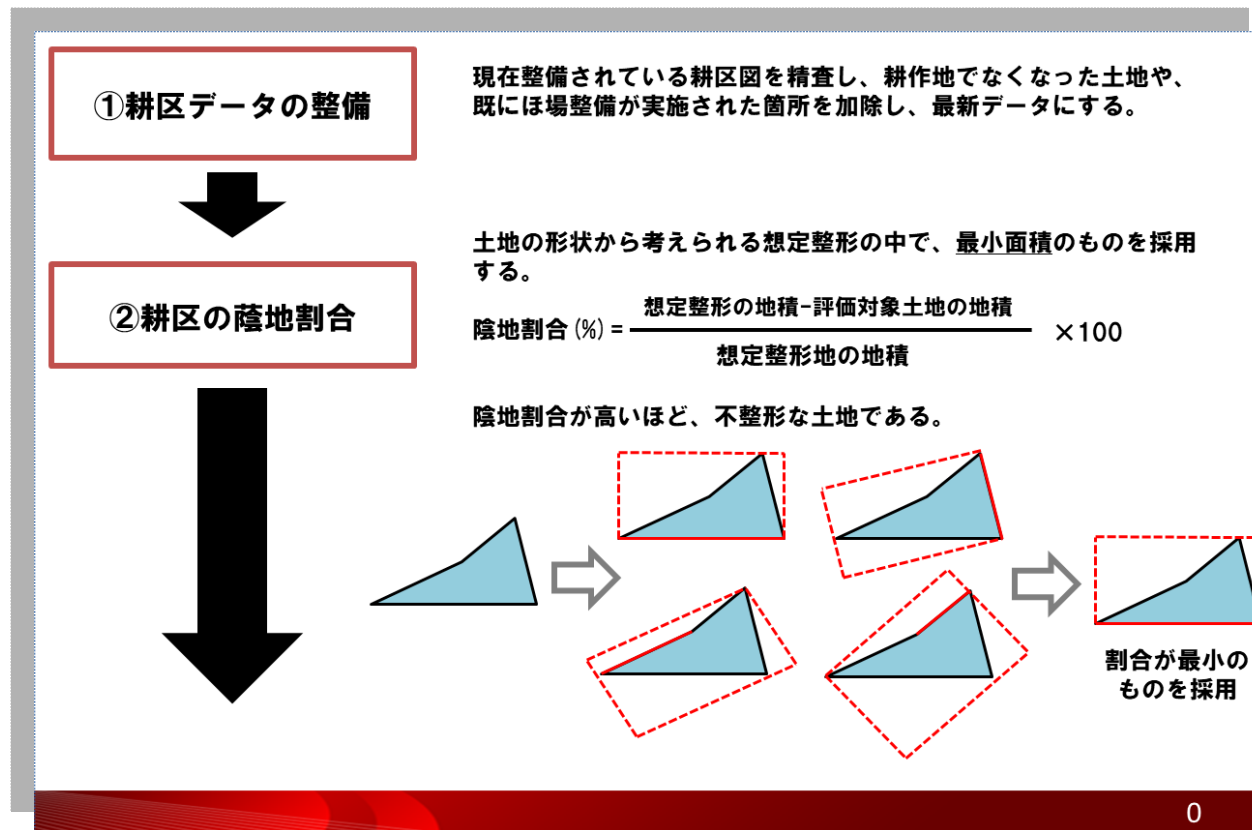 ①耕区データの整備
現在整備されている耕区図を精査し、耕作地でなくなった土地や、
既にほ場整備が実施された箇所を加除し、最新データにする。
②耕区の蔭地割合
土地の形状から考えられる想定整形の中で、最小面積のものを採用
する。
陰地割合(%)=
想定整形の地積-評価対象土地の地積
想定整形地の地積
×100
陰地割合が高いほど、不整形な土地である。
割合が最小の
ものを採用
0